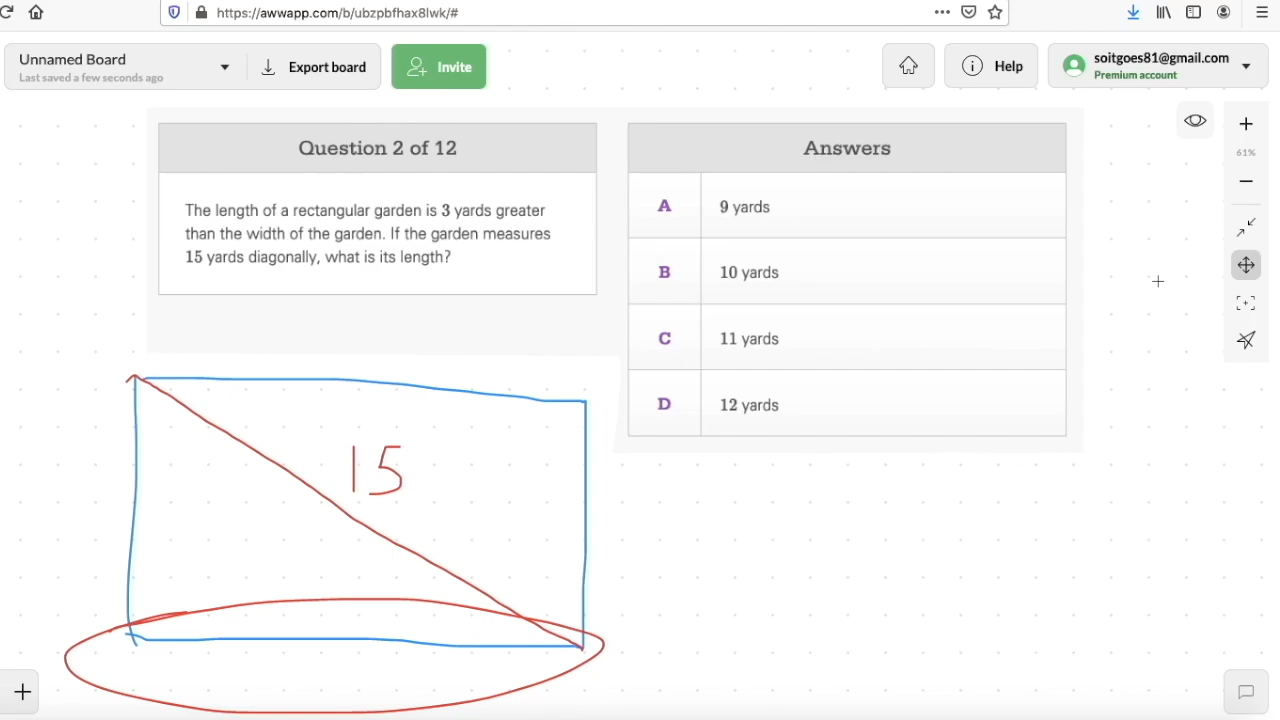 https://awwapp.com/b/ubzpbfhax8lwk/#
Unnamed Board
Last saved a few seconds ago
Export board
Invite
Help
soitgoes81@gmail.com
Premium account
Question 2 of 12
The length of a rectangular garden is 3 yards greater
than the width of the garden. If the garden measures
15 yards diagonally, what is its length?
Answers
A 9 yards
B 10 yards
C 11 yards
D 12 yards
61%
15